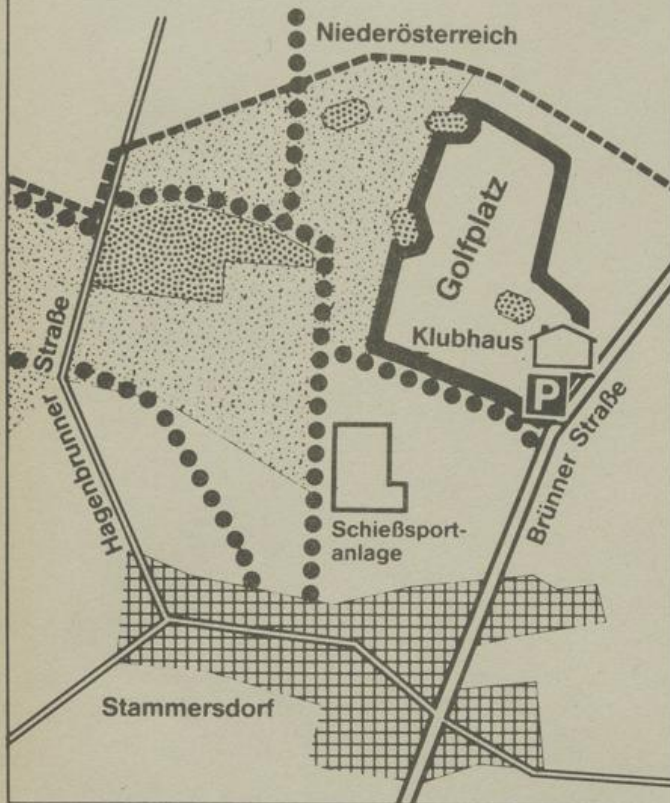 Niederösterreich
Golfplatz
Klubhaus
P
Hagenbrunner Straße
Brünner Straße
Schießsport-
anlage
Stammersdorf